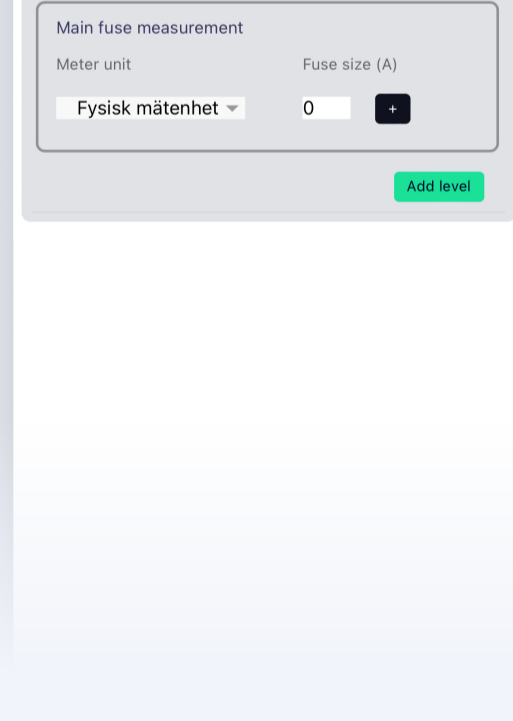 Main fuse measurement
Meter unit Fuse size (A)
Fysisk mätenhet 0 +
Add level